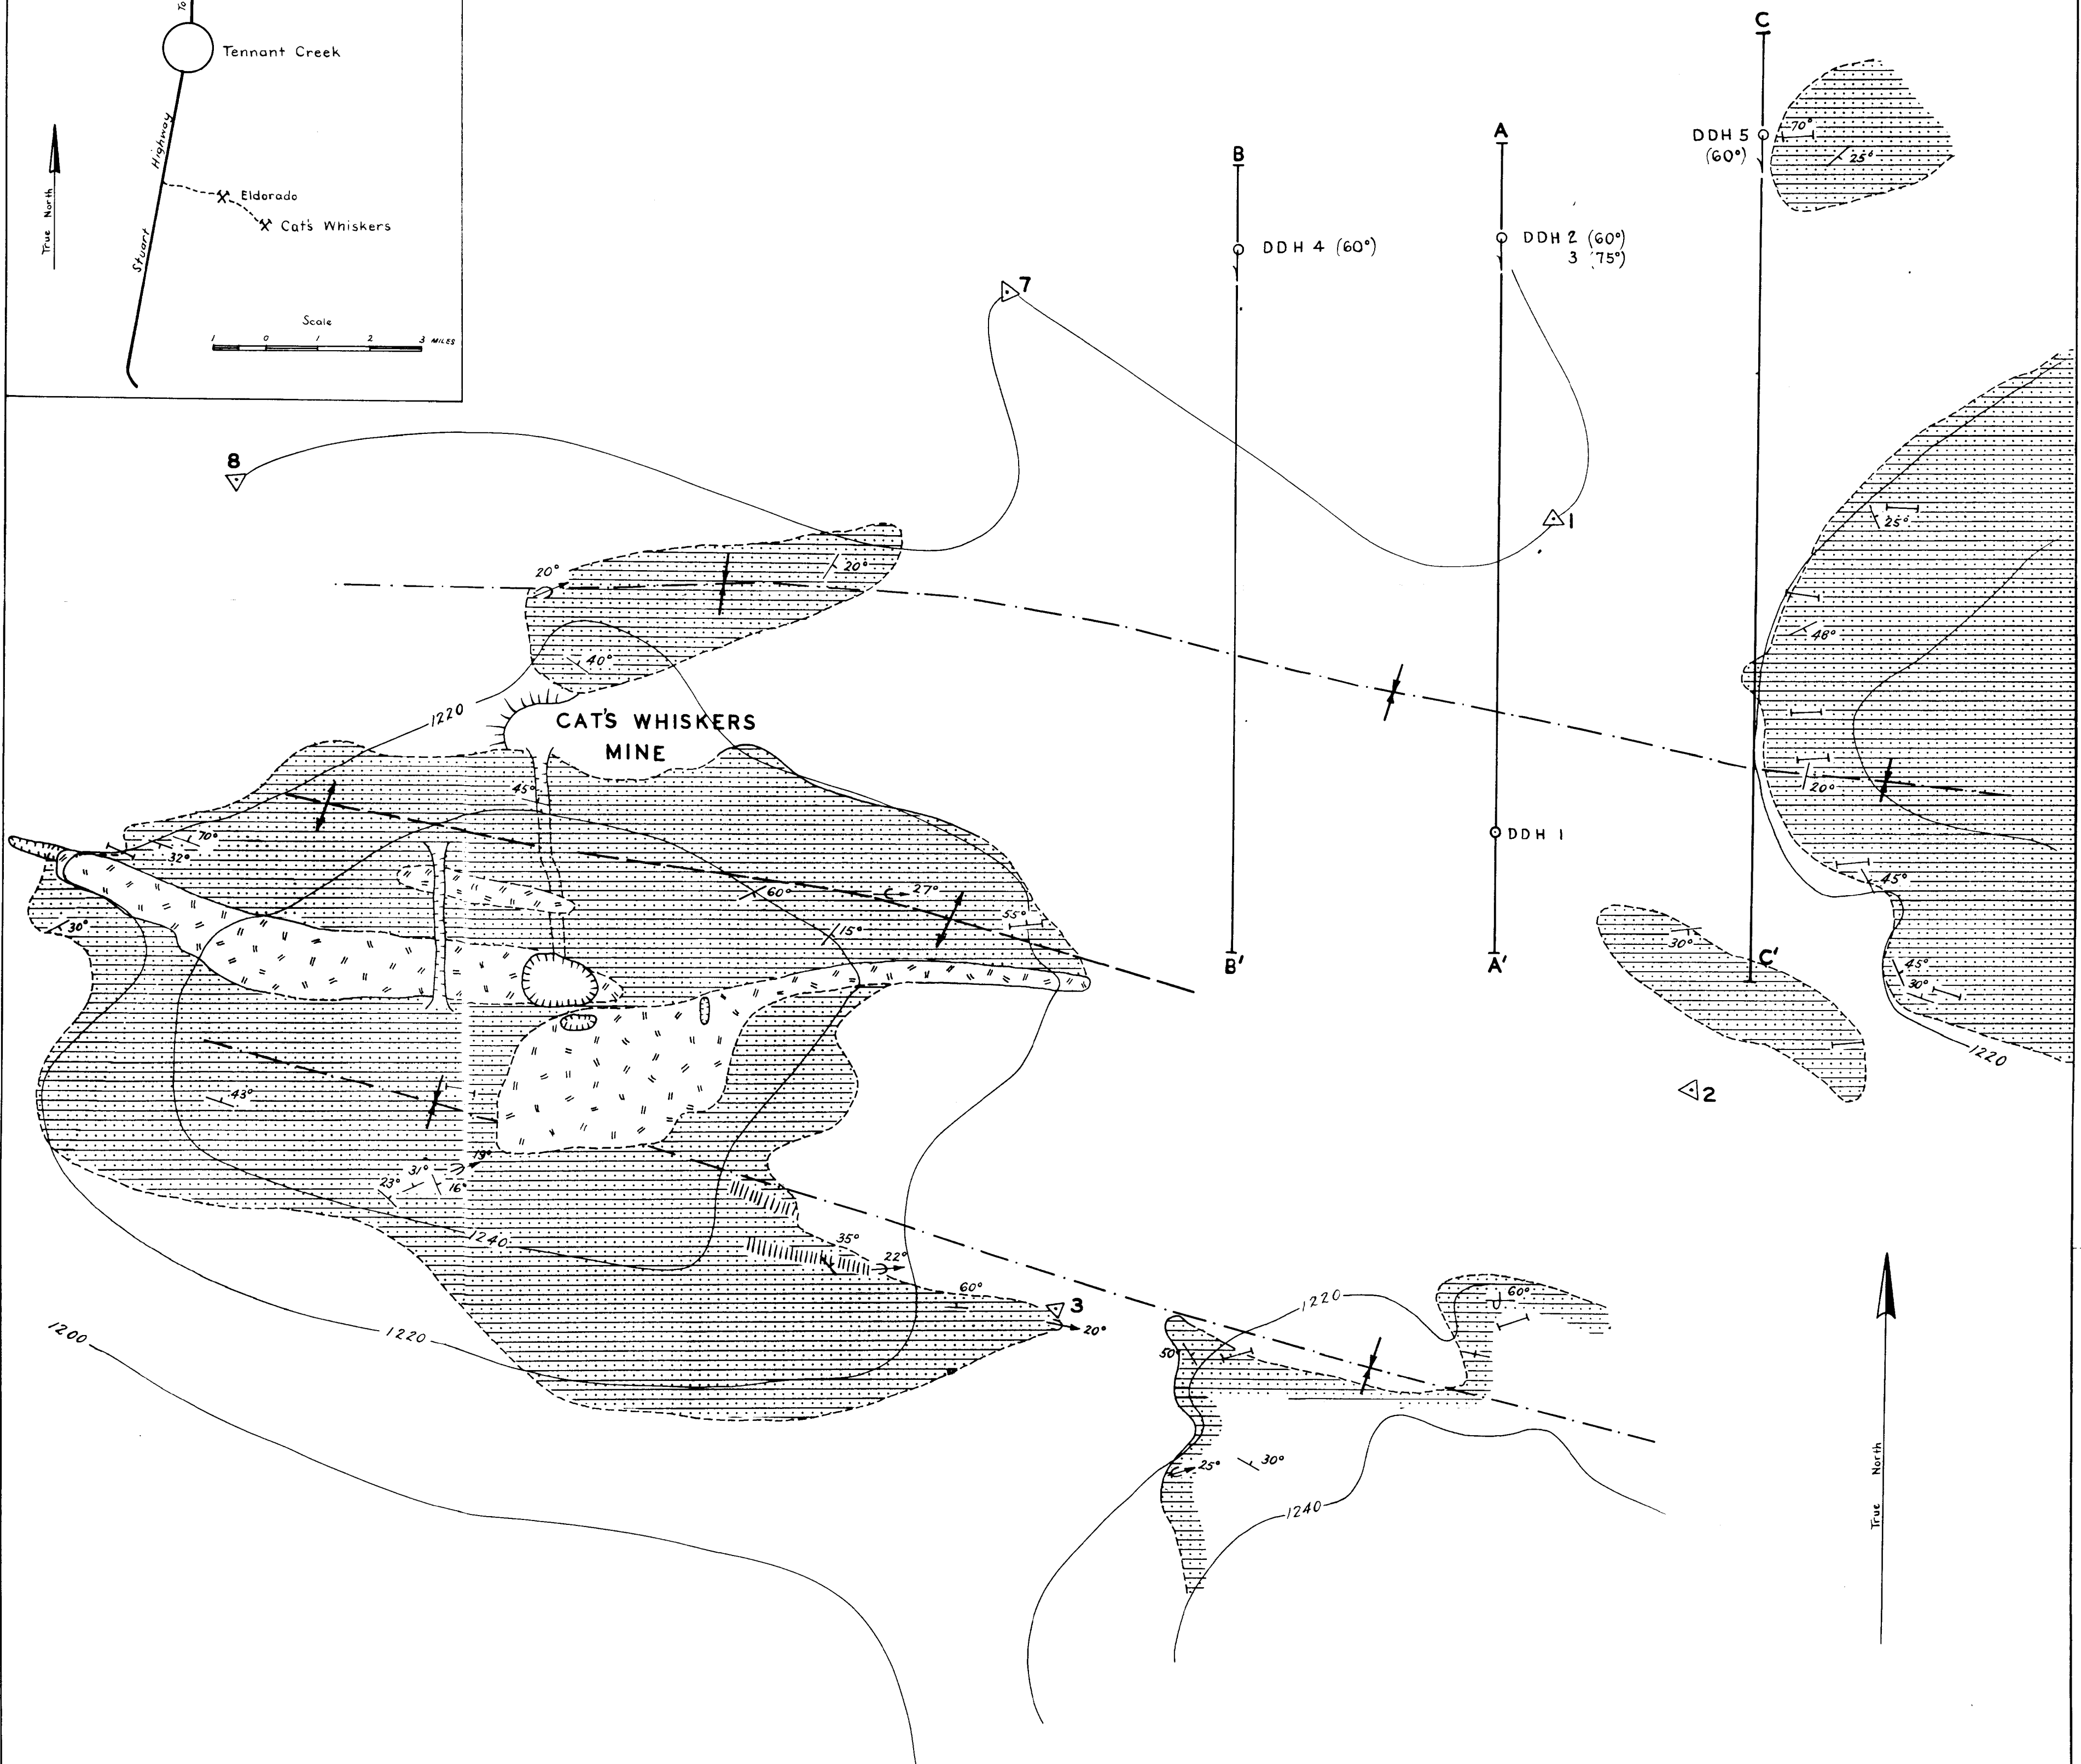 To
Tennant Creek
Highway
Stuart
True North
Eldorado
Cat's Whiskers
Scale
1 0 1 2 3 MILES
C
A
B
DDH 5
(60°)
70°
25°
DDH 4 (60°)
DDH 2 (60°)
3 (75°)
7
8
1
25°
20°
20°
40°
48°
1220
CAT'S WHISKERS
MINE
20°
45°
70°
32°
DDH 1
60°
27°
45°
55°
30°
15°
30°
B'
A'
C'
45°
30°
1220
43°
2
19°
31°
23°
16°
1240
35°
22°
60°
3
20°
1200
1220
1220
60°
50°
25°
30°
1240
True North